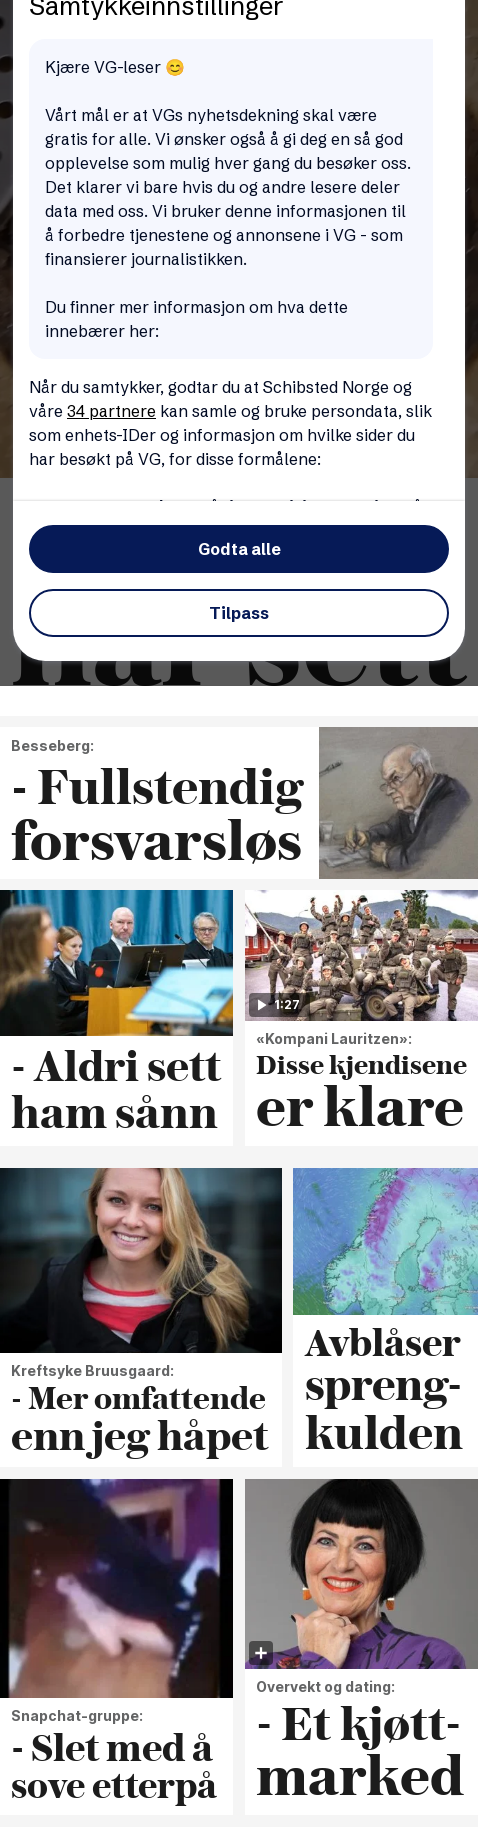 Samtykkeinnstillinger
Kjære VG-leser 😊
Vårt mål er at VGs nyhetsdekning skal være
gratis for alle. Vi ønsker også å gi deg en så god
opplevelse som mulig hver gang du besøker oss.
Det klarer vi bare hvis du og andre lesere deler
data med oss. Vi bruker denne informasjonen til
å forbedre tjenestene og annonsene i VG - som
finansierer journalistikken.
Du finner mer informasjon om hva dette
innebærer her:
Når du samtykker, godtar du at Schibsted Norge og
våre 34 partnere kan samle og bruke persondata, slik
som enhets-IDer og informasjon om hvilke sider du
har besøkt på VG, for disse formålene:
Godta alle
Tilpass
har sett
Besseberg:
- Fullstendig
forsvarsløs
- Aldri sett
ham sånn
1:27
«Kompani Lauritzen»:
Disse kjendisene
er klare
Kreftsyke Bruusgaard:
- Mer omfattende
enn jeg håpet
Avblåser
spreng-
kulden
Snapchat-gruppe:
- Slet med å
sove etterpå
Overvekt og dating:
- Et kjøtt-
marked